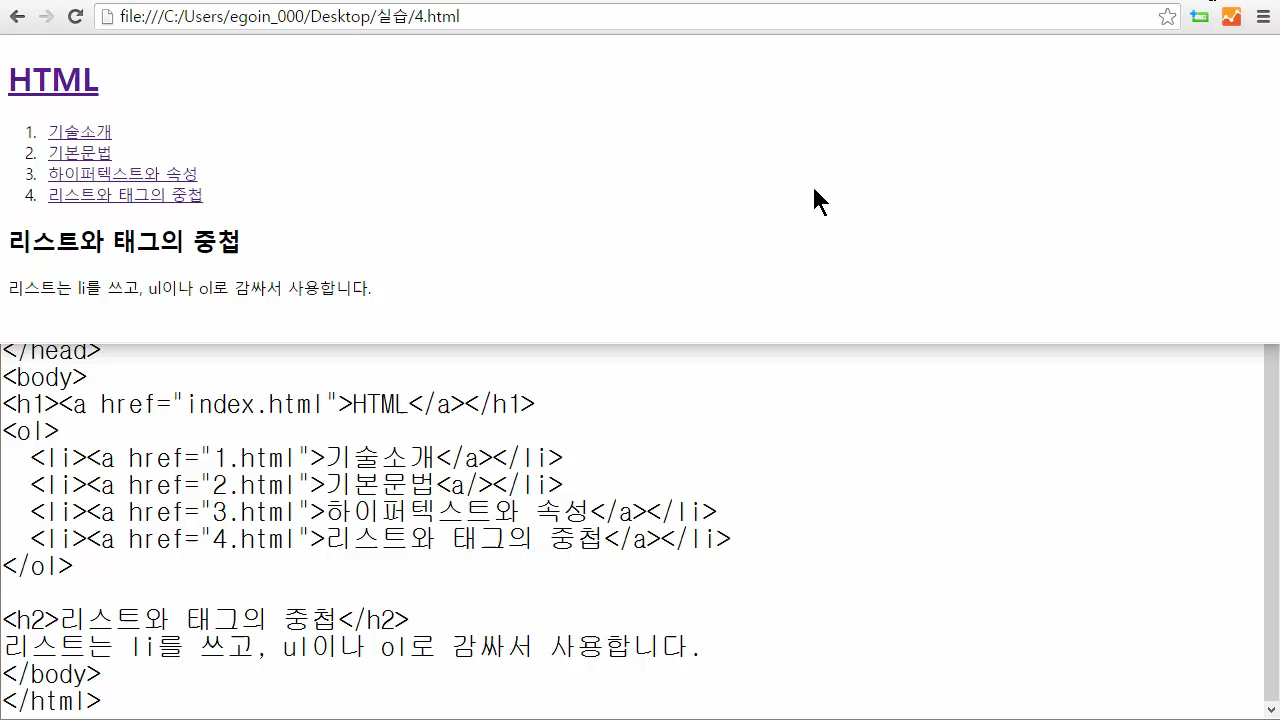 file:///C:/Users/egoin_000/Desktop/실습/4.html
HTML
1. 기술소개
2. 기본문법
3. 하이퍼텍스트와 속성
4. 리스트와 태그의 중첩
리스트와 태그의 중첩
리스트는 li를 쓰고, ul이나 ol로 감싸서 사용합니다.
</head>
<body>
<h1><a href="index.html">HTML</a></h1>
<ol>
<li><a href="1.html">기술소개</a></li>
<li><a href="2.html">기본문법<a/></li>
<li><a href="3.html">하이퍼텍스트와 속성</a></li>
<li><a href="4.html">리스트와 태그의 중첩</a></li>
</ol>
<h2>리스트와 태그의 중첩</h2>
리스트는 li를 쓰고, ul이나 ol로 감싸서 사용합니다.
</body>
</html>